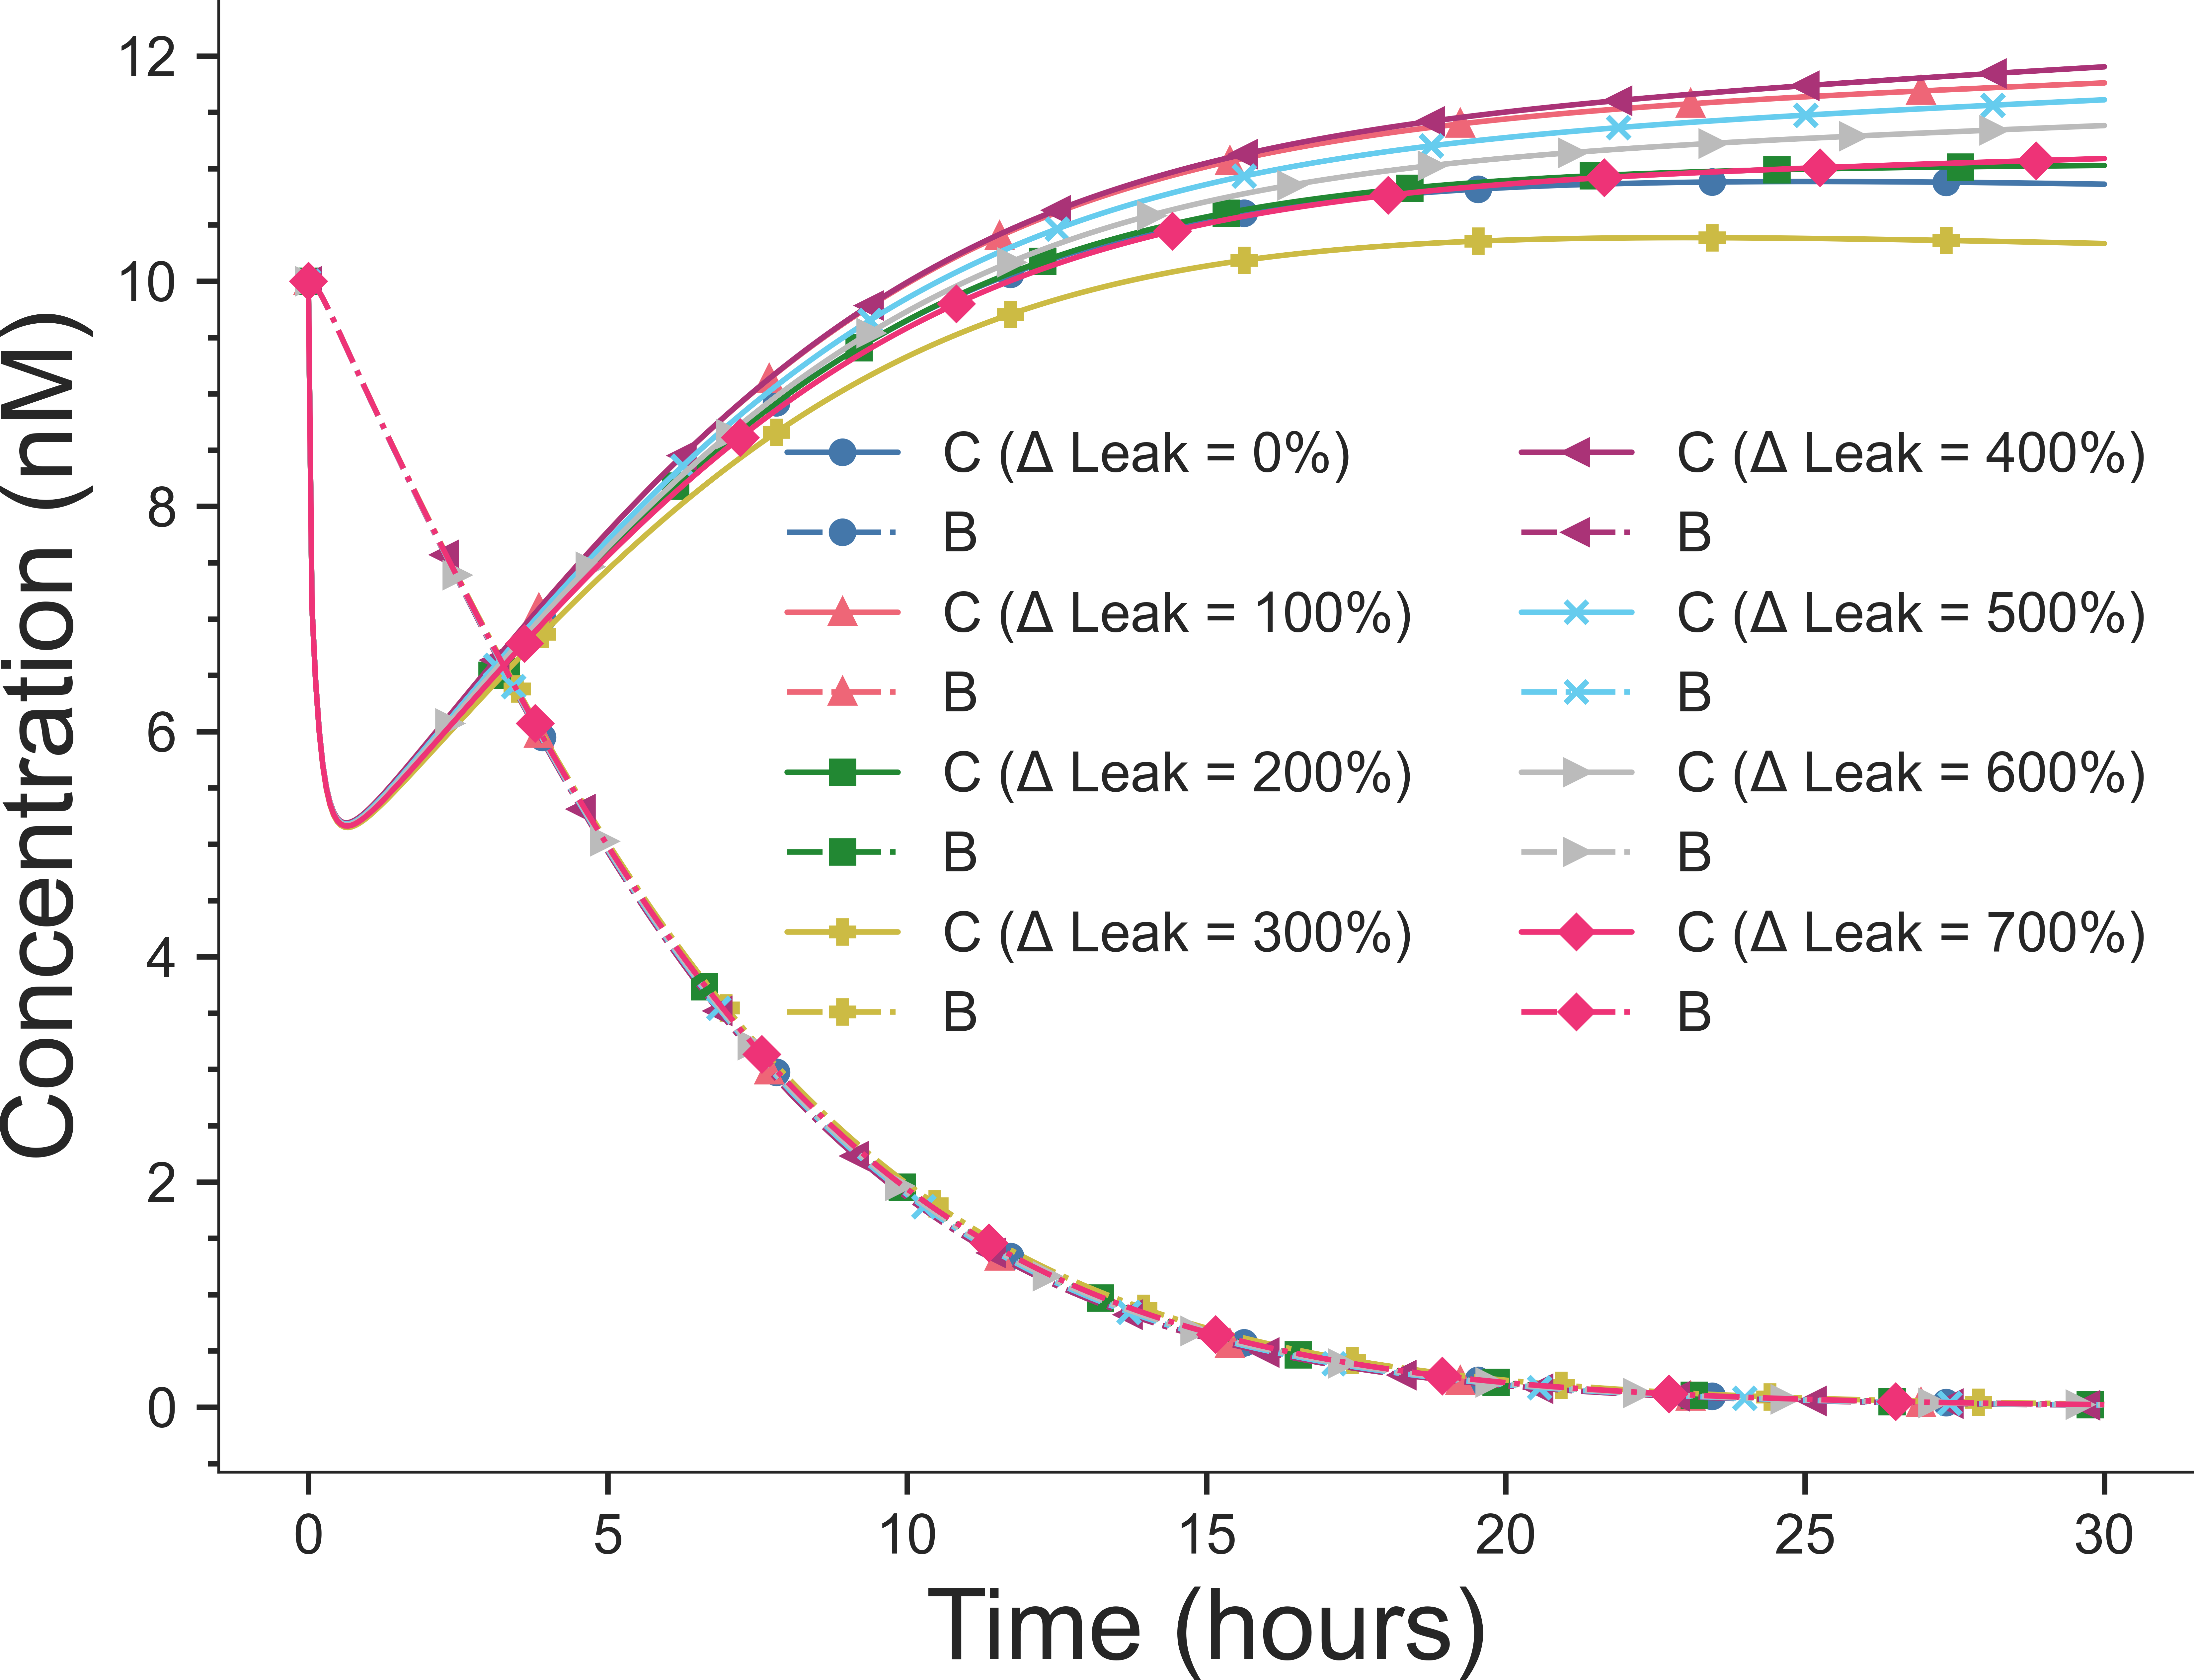 Concentration (nM)
12
10
8
6
4
2
0
C (Δ Leak = 0%)
B
C (Δ Leak = 100%)
B
C (Δ Leak = 200%)
B
C (Δ Leak = 300%)
B
C (Δ Leak = 400%)
B
C (Δ Leak = 500%)
B
C (Δ Leak = 600%)
B
C (Δ Leak = 700%)
B
0 5 10 15 20 25 30
Time (hours)